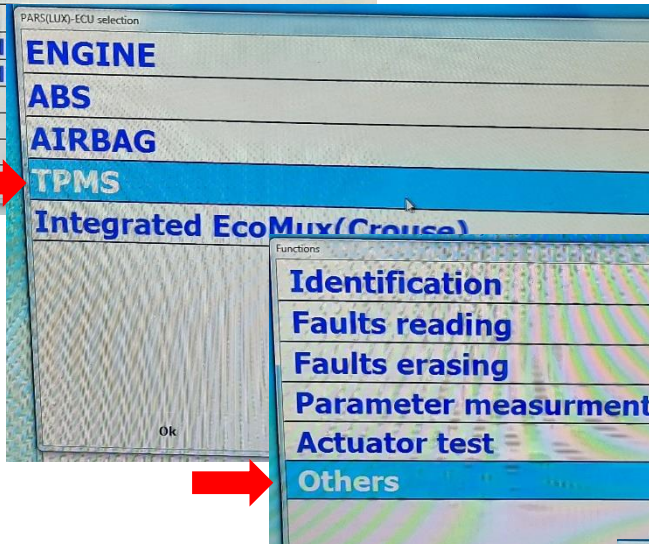 PARS(LUX)-ECU selection
ENGINE
ABS
AIRBAG
TPMS
Integrated EcoMux(Crouse)
Ok
Functions
Identification
Faults reading
Faults erasing
Parameter measurment
Actuator test
Others